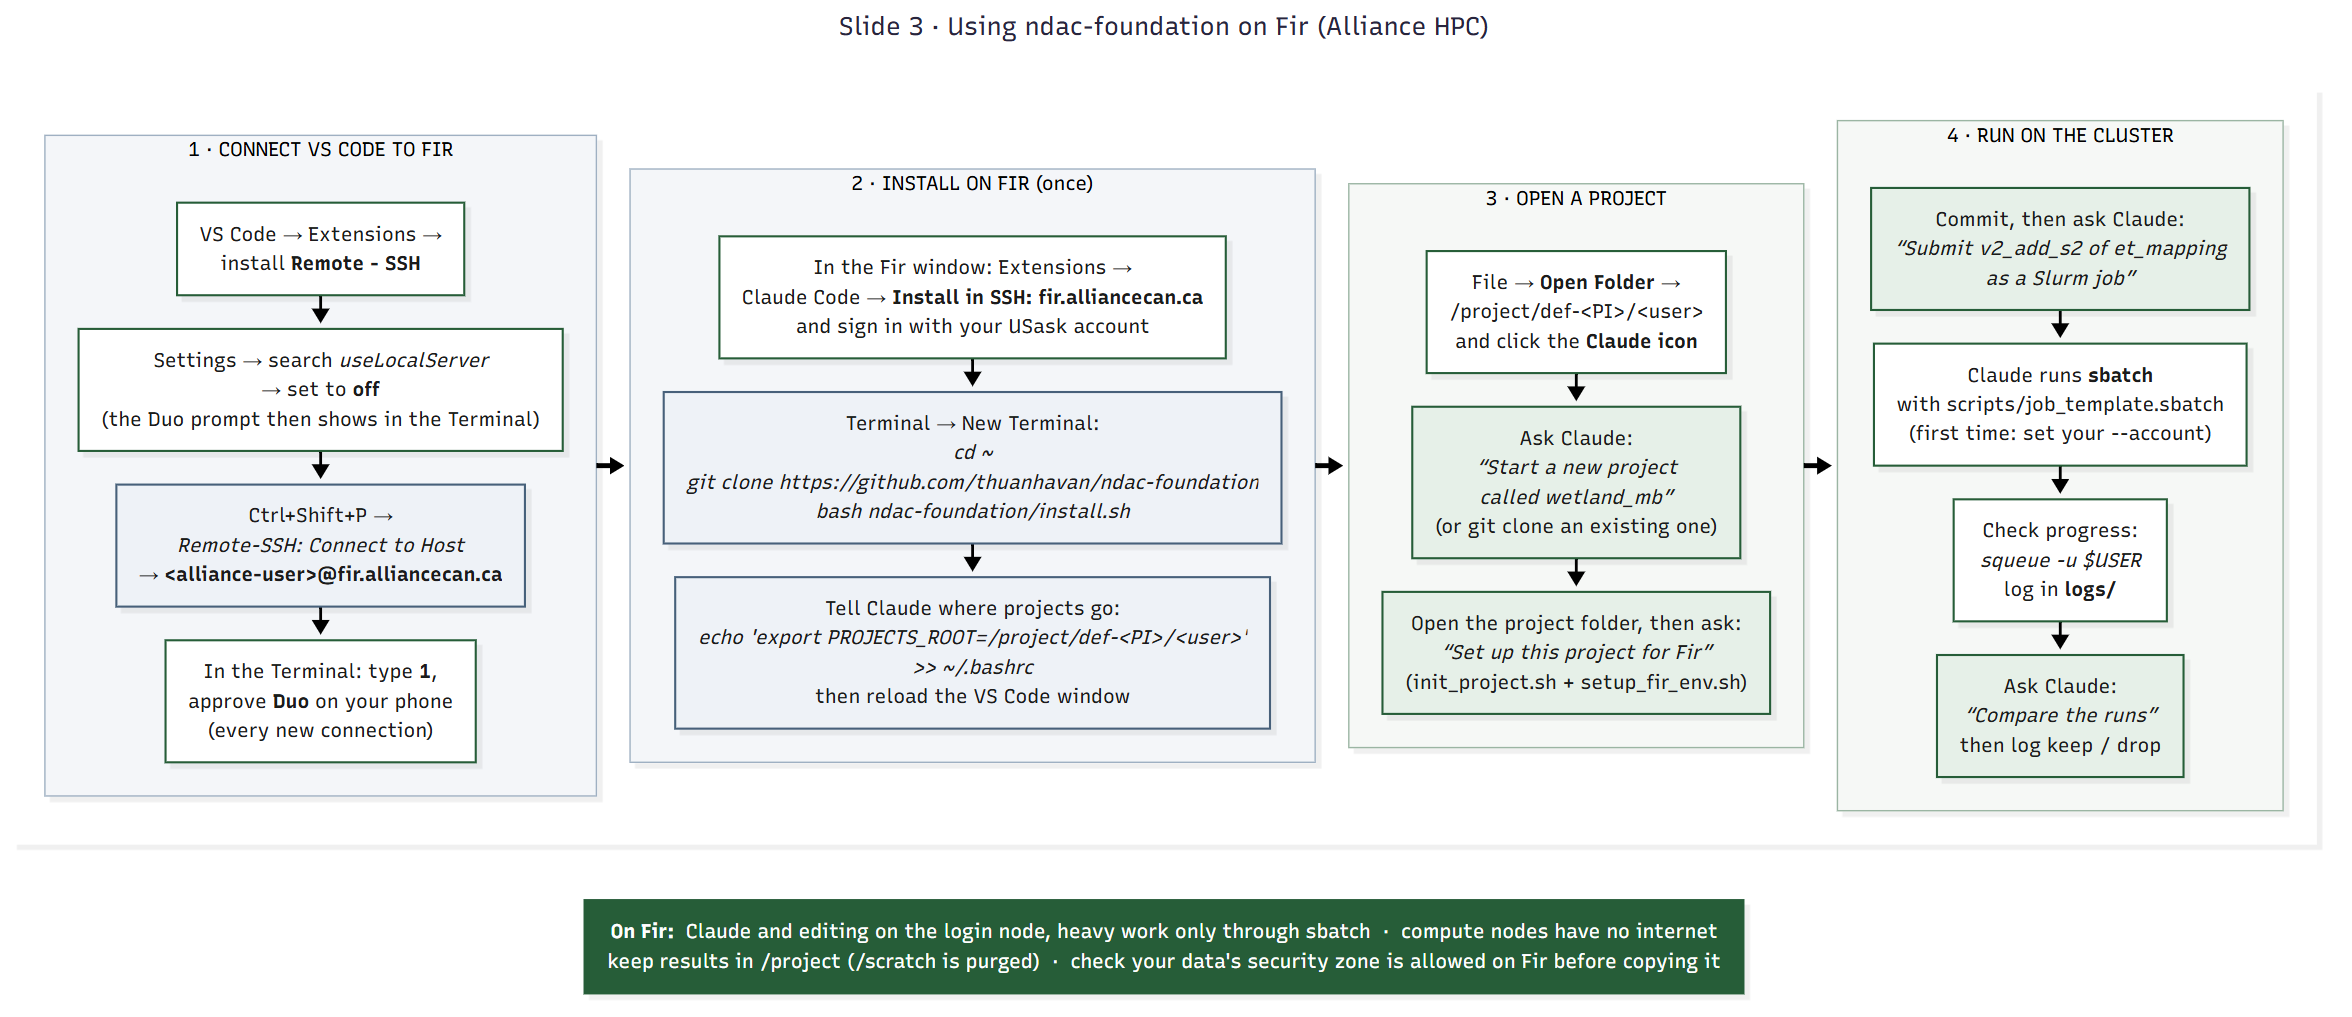 Slide 3 · Using ndac-foundation on Fir (Alliance HPC)
1 · CONNECT VS CODE TO FIR
VS Code → Extensions →
install Remote - SSH
Settings → search useLocalServer
→ set to off
(the Duo prompt then shows in the Terminal)
Ctrl+Shift+P →
Remote-SSH: Connect to Host
→ <alliance-user>@fir.alliancecan.ca
In the Terminal: type 1,
approve Duo on your phone
(every new connection)
2 · INSTALL ON FIR (once)
In the Fir window: Extensions →
Claude Code → Install in SSH: fir.alliancecan.ca
and sign in with your USask account
Terminal → New Terminal:
cd ~
git clone https://github.com/thuanhavan/ndac-foundation
bash ndac-foundation/install.sh
Tell Claude where projects go:
echo 'export PROJECTS_ROOT=/project/def-<PI>/<user>'
>> ~/.bashrc
then reload the VS Code window
3 · OPEN A PROJECT
File → Open Folder →
/project/def-<PI>/<user>
and click the Claude icon
Ask Claude:
“Start a new project
called wetland_mb”
(or git clone an existing one)
Open the project folder, then ask:
“Set up this project for Fir”
(init_project.sh + setup_fir_env.sh)
4 · RUN ON THE CLUSTER
Commit, then ask Claude:
“Submit v2_add_s2 of et_mapping
as a Slurm job”
Claude runs sbatch
with scripts/job_template.sbatch
(first time: set your --account)
Check progress:
squeue -u $USER
log in logs/
Ask Claude:
“Compare the runs”
then log keep / drop
On Fir: Claude and editing on the login node, heavy work only through sbatch · compute nodes have no internet
keep results in /project (/scratch is purged) · check your data's security zone is allowed on Fir before copying it